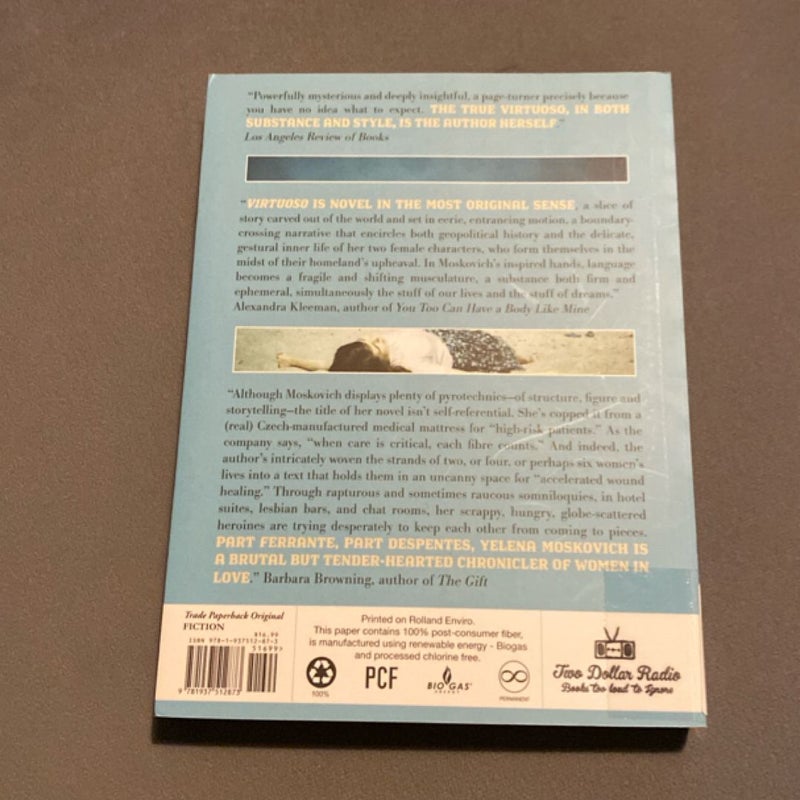 “Powerfully mysterious and deeply insightful, a page-turner precisely because
you have no idea what to expect. THE TRUE VIRTUOSO, IN BOTH
SUBSTANCE AND STYLE, IS THE AUTHOR HERSELF”
Los Angeles Review of Books
“VIRTUOSO IS NOVEL IN THE MOST ORIGINAL SENSE, a slice of
story carved out of the world and set in eerie, entrancing motion, a boundary-
crossing narrative that encircles both geopolitical history and the delicate,
gestural inner life of her two female characters, who form themselves in the
midst of their homeland’s upheaval. In Moskovich’s inspired hands, language
becomes a fragile and shifting musculature, a substance both firm and
ephemeral, simultaneously the stuff of our lives and the stuff of dreams.”
Alexandra Kleeman, author of You Too Can Have a Body Like Mine
“Although Moskovich displays plenty of pyrotechnics—of structure, figure and
storytelling—the title of her novel isn’t self-referential. She’s copped it from a
(real) Czech-manufactured medical mattress for “high-risk patients.” As the
company says, “when care is critical, each fibre counts.” And indeed, the
author’s intricately woven the strands of two, or four, or perhaps six women’s
lives into a text that holds them in an uncanny space for “accelerated wound
healing.” Through rapturous and sometimes raucous somniloquies, in hotel
suites, lesbian bars, and chat rooms, her scrappy, hungry, globe-scattered
heroines are trying desperately to keep each other from coming to pieces.
PART FERRANTE, PART DESPENTES, YELENA MOSKOVICH IS
A BRUTAL BUT TENDER-HEARTED CHRONICLER OF WOMEN IN
LOVE.” Barbara Browning, author of The Gift
Trade Paperback Original
FICTION
$16.99
ISBN 978-1-937512-87-3
51699>
9 781937 512873
Printed on Rolland Enviro.
This paper contains 100% post-consumer fiber,
is manufactured using renewable energy - Biogas
and processed chlorine free.
100%
PCF
BIO GAS
ENERGY
PERMANENT
Two Dollar Radio
Books too loud to Ignore